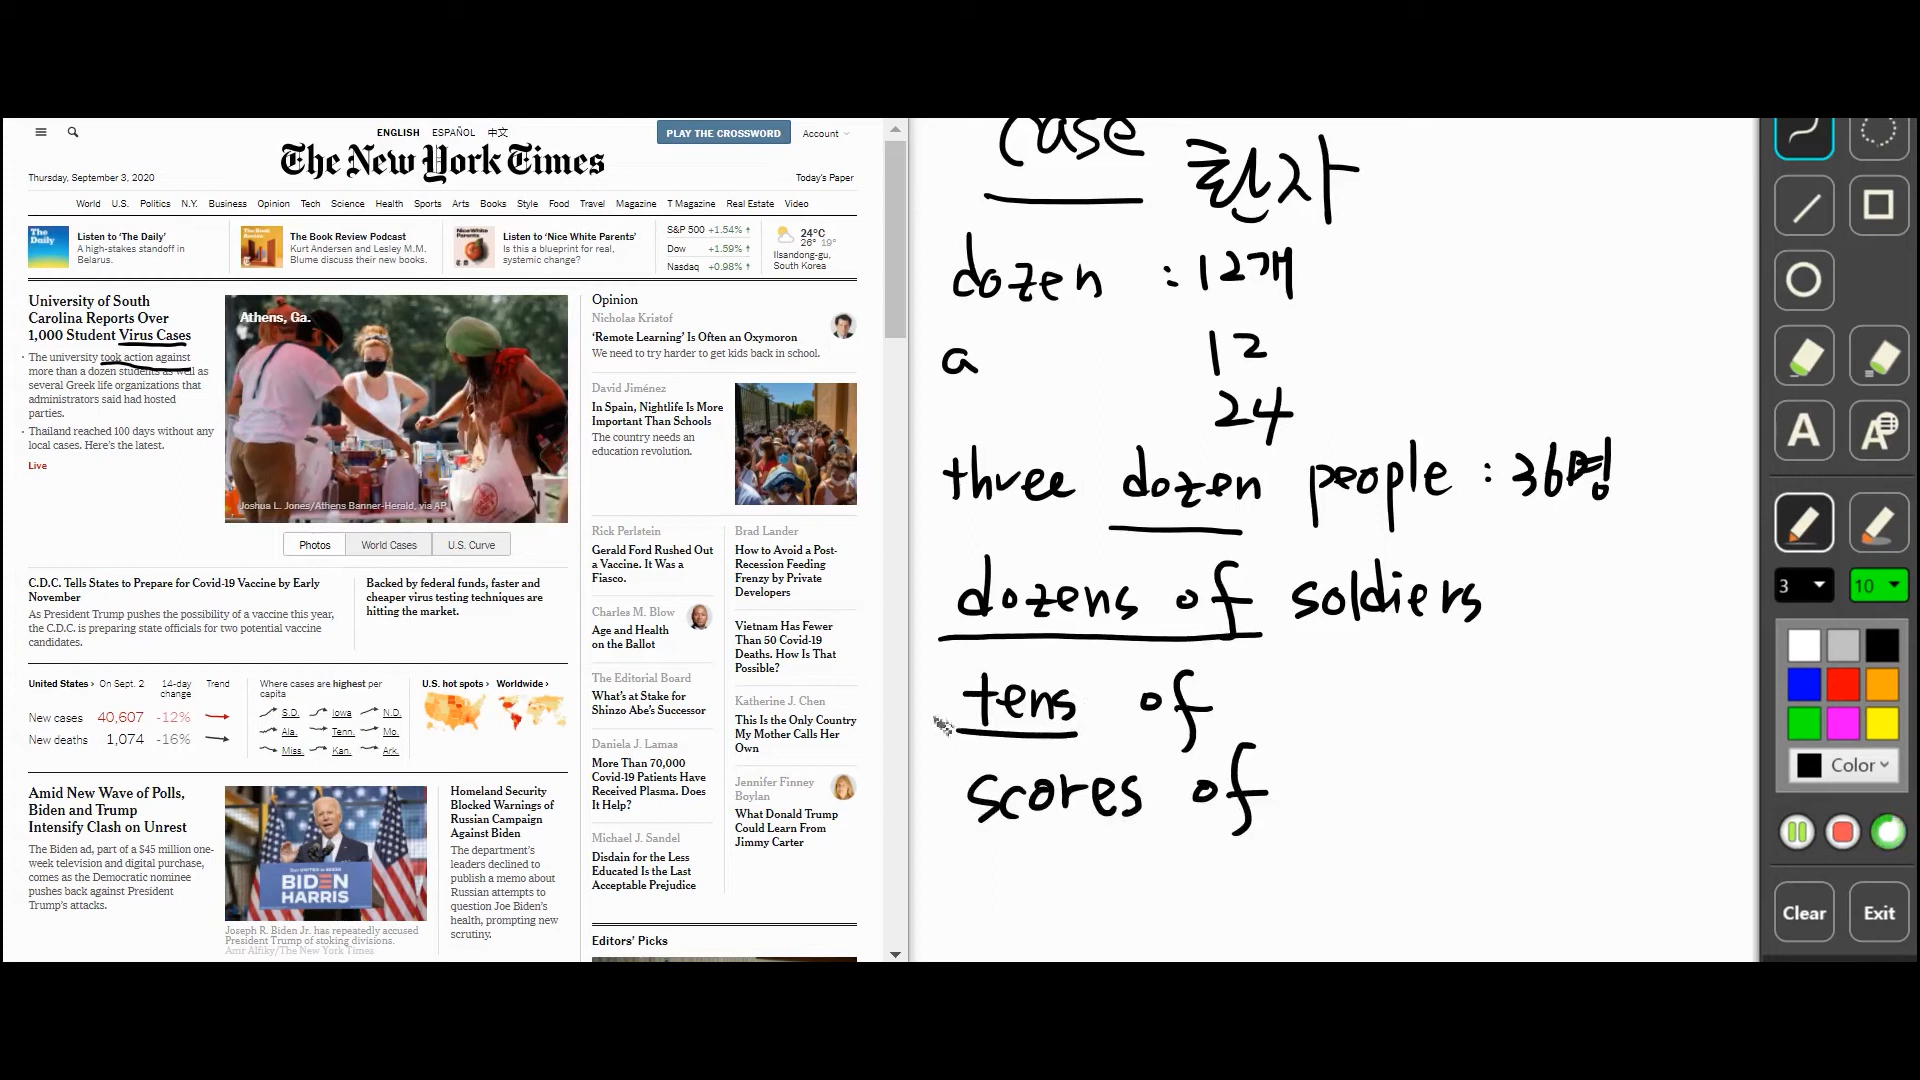 ENGLISH ESPAÑOL 中文
PLAY THE CROSSWORD
Account
The New York Times
Thursday, September 3, 2020
Today's Paper
World U.S. Politics N.Y. Business Opinion Tech Science Health Sports Arts Books Style Food Travel Magazine T Magazine Real Estate Video
The Daily
Listen to 'The Daily'
A high-stakes standoff in
Belarus.
The Book Review Podcast
Kurt Andersen and Lesley M.M.
Blume discuss their new books.
Nice White Parents
Listen to 'Nice White Parents'
Is this a blueprint for real,
systemic change?
S&P 500 +1.54% ↑
Dow +1.59% ↑
Nasdaq +0.98% ↑
24°C
26° 19°
Ilsandong-gu,
South Korea
University of South
Carolina Reports Over
1,000 Student Virus Cases
The university took action against
more than a dozen students as well as
several Greek life organizations that
administrators said had hosted
parties.
Thailand reached 100 days without any
local cases. Here's the latest.
Live
Athens, Ga.
Joshua L. Jones/Athens Banner-Herald, via AP
Photos World Cases U.S. Curve
C.D.C. Tells States to Prepare for Covid-19 Vaccine by Early
November
As President Trump pushes the possibility of a vaccine this year,
the C.D.C. is preparing state officials for two potential vaccine
candidates.
Backed by federal funds, faster and
cheaper virus testing techniques are
hitting the market.
United States › On Sept. 2 14-day
change Trend
New cases 40,607 -12%
New deaths 1,074 -16%
Where cases are highest per
capita
S.D. Iowa N.D.
Ala. Tenn. Mo.
Miss. Kan. Ark.
U.S. hot spots › Worldwide ›
Amid New Wave of Polls,
Biden and Trump
Intensify Clash on Unrest
The Biden ad, part of a $45 million one-
week television and digital purchase,
comes as the Democratic nominee
pushes back against President
Trump's attacks.
BIDEN
HARRIS
Joseph R. Biden Jr. has repeatedly accused
President Trump of stoking divisions.
Amr Alfiky/The New York Times
Homeland Security
Blocked Warnings of
Russian Campaign
Against Biden
The department's
leaders declined to
publish a memo about
Russian attempts to
question Joe Biden's
health, prompting new
scrutiny.
Opinion
Nicholas Kristof
'Remote Learning' Is Often an Oxymoron
We need to try harder to get kids back in school.
David Jiménez
In Spain, Nightlife Is More
Important Than Schools
The country needs an
education revolution.
Rick Perlstein
Gerald Ford Rushed Out
a Vaccine. It Was a
Fiasco.
Charles M. Blow
Age and Health
on the Ballot
The Editorial Board
What's at Stake for
Shinzo Abe's Successor
Daniela J. Lamas
More Than 70,000
Covid-19 Patients Have
Received Plasma. Does
It Help?
Michael J. Sandel
Disdain for the Less
Educated Is the Last
Acceptable Prejudice
Brad Lander
How to Avoid a Post-
Recession Feeding
Frenzy by Private
Developers
Vietnam Has Fewer
Than 50 Covid-19
Deaths. How Is That
Possible?
Katherine J. Chen
This Is the Only Country
My Mother Calls Her
Own
Jennifer Finney
Boylan
What Donald Trump
Could Learn From
Jimmy Carter
Editors' Picks
case 환자
dozen : 12개
a 12
24
three dozen people : 36명!
dozens of soldiers
tens of
scores of
A A
3 10
Color
Clear Exit